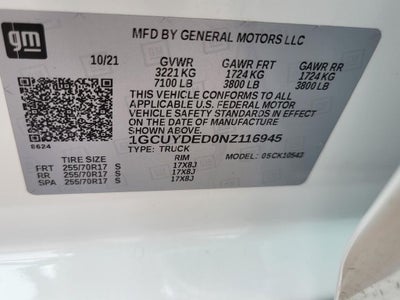 gm
MFD BY GENERAL MOTORS LLC
10/21 GVWR GAWR FRT GAWR RR
3221 KG 1724 KG 1724 KG
7100 LB 3800 LB 3800 LB
THIS VEHICLE CONFORMS TO ALL
APPLICABLE U.S. FEDERAL MOTOR
VEHICLE SAFETY STANDARDS IN EFFECT ON
THE DATE OF MANUFACTURE SHOWN ABOVE.
8624
1GCUYDED0NZ116945
TYPE: TRUCK
TIRE SIZE RIM MODEL: 0SCK10543
FRT 255/70R17 S 17X8J
RR 255/70R17 S 17X8J
SPA 255/70R17 S 17X8J